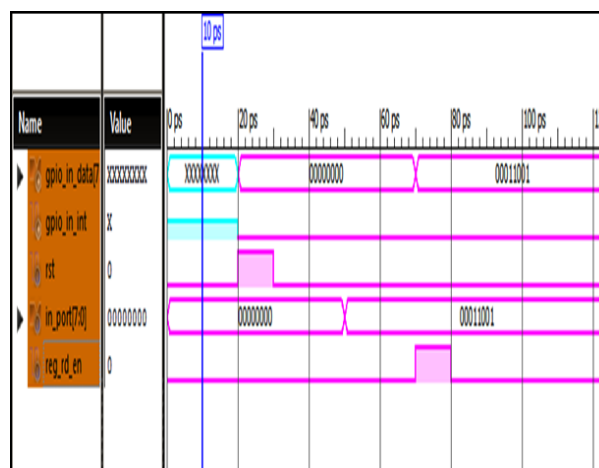 10 ps
Name Value 0 ps 20 ps 40 ps 60 ps 80 ps 100 ps
gpio_in_data[7 XXXXXXXX XXXXXXXX 00000000 00011001
gpio_in_int X
rst 0
in_port[7:0] 00000000 00000000 00011001
reg_rd_en 0